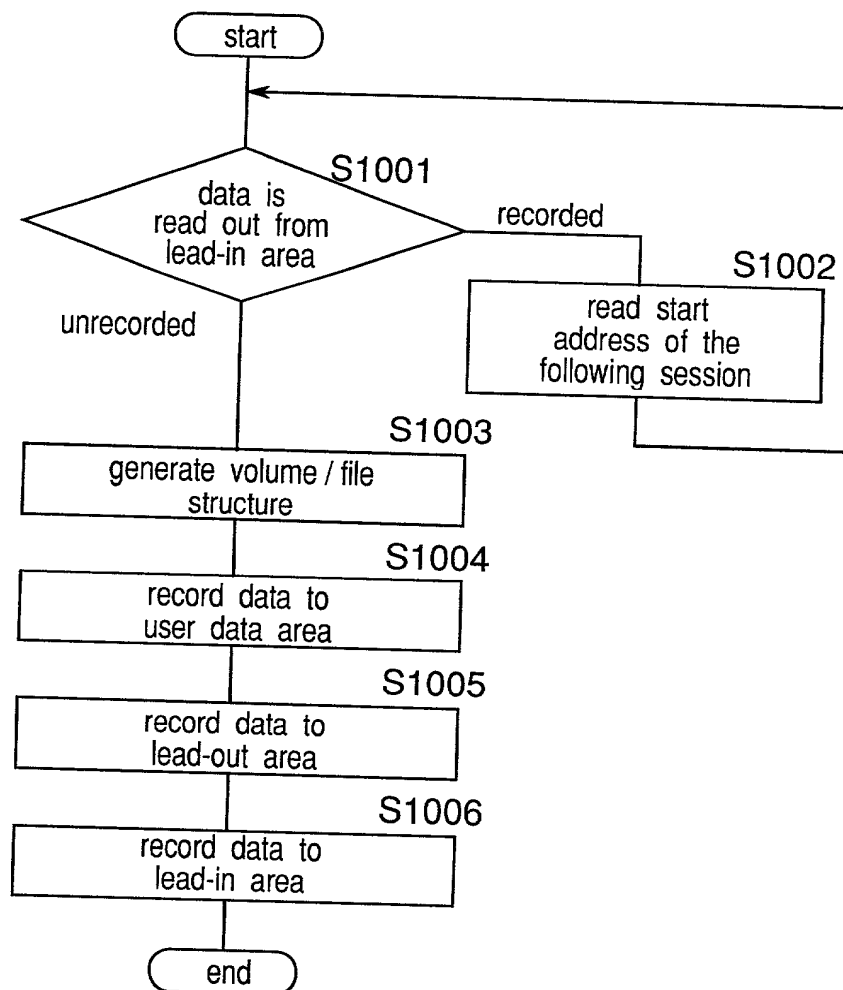 start
S1001
data is
read out from
lead-in area
recorded
S1002
read start
address of the
following session
unrecorded
S1003
generate volume / file
structure
S1004
record data to
user data area
S1005
record data to
lead-out area
S1006
record data to
lead-in area
end